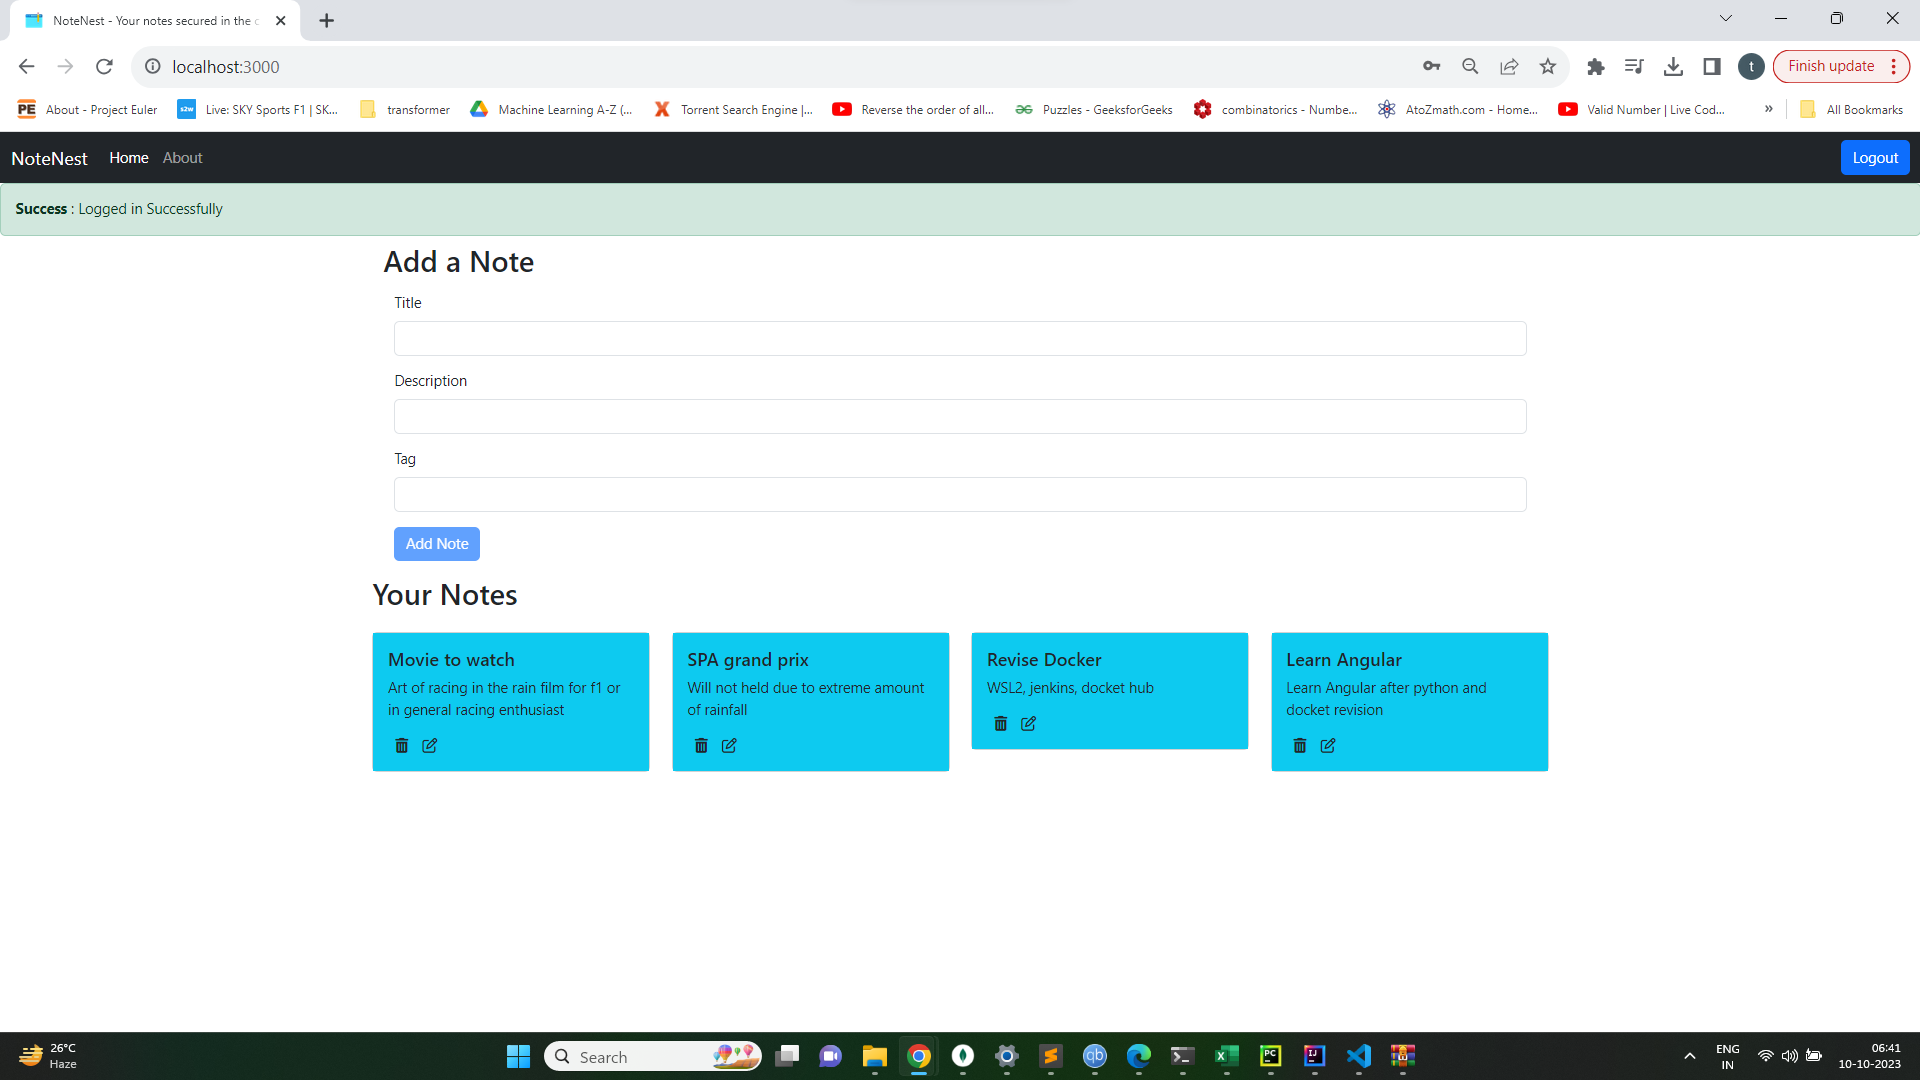 NoteNest - Your notes secured in the c
localhost:3000
t
Finish update
PE About - Project Euler
s2w Live: SKY Sports F1 | SK...
transformer
Machine Learning A-Z (...
Torrent Search Engine |...
Reverse the order of all...
Puzzles - GeeksforGeeks
combinatorics - Numbe...
AtoZmath.com - Home...
Valid Number | Live Cod...
»
All Bookmarks
NoteNest Home About Logout
Success : Logged in Successfully
Add a Note
Title
Description
Tag
Add Note
Your Notes
Movie to watch
Art of racing in the rain film for f1 or
in general racing enthusiast
SPA grand prix
Will not held due to extreme amount
of rainfall
Revise Docker
WSL2, jenkins, docket hub
Learn Angular
Learn Angular after python and
docket revision
26°C
Haze
Search
qb
PC
IJ
ENG
IN
06:41
10-10-2023